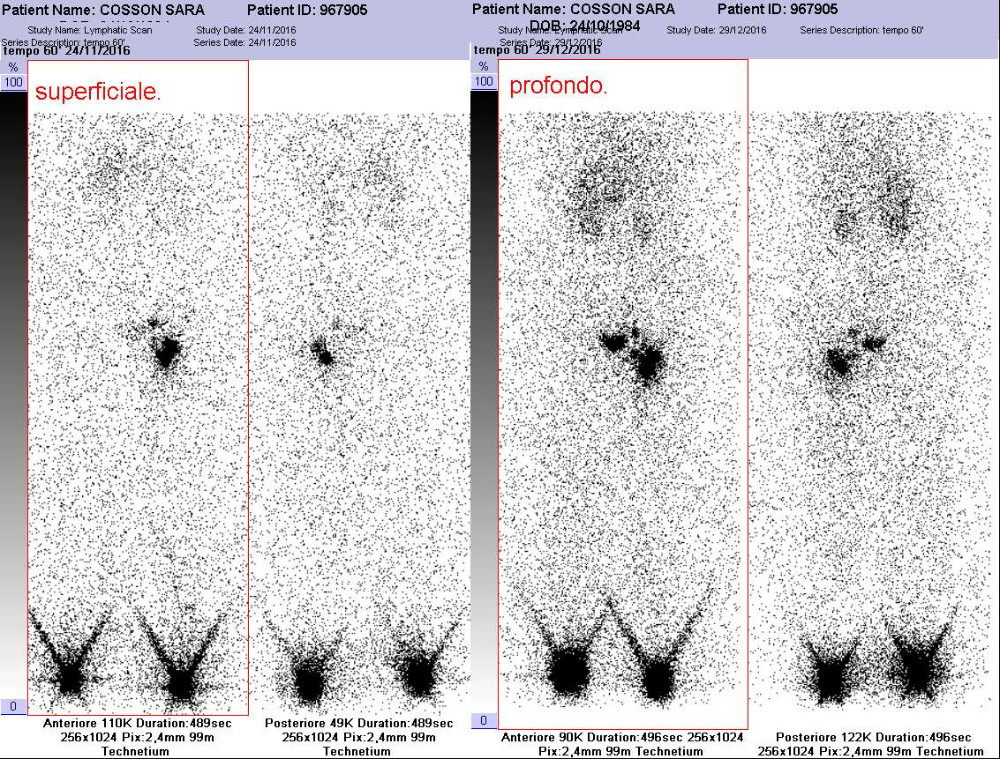 Patient Name: COSSON SARA Patient ID: 967905
Study Name: Lymphatic Scan Study Date: 24/11/2016
Series Description: tempo 60' Series Date: 24/11/2016
tempo 60' 24/11/2016
%
100
superficiale.
0
Anteriore 110K Duration:489sec
256x1024 Pix:2,4mm 99m
Technetium
Posteriore 49K Duration:489sec
256x1024 Pix:2,4mm 99m
Technetium
Patient Name: COSSON SARA Patient ID: 967905
DOB: 24/10/1984
Study Name: Lymphatic Scan Study Date: 29/12/2016 Series Description: tempo 60'
Series Date: 29/12/2016
tempo 60' 29/12/2016
%
100
profondo.
0
Anteriore 90K Duration:496sec 256x1024
Pix:2,4mm 99m Technetium
Posteriore 122K Duration:496sec
256x1024 Pix:2,4mm 99m Technetium